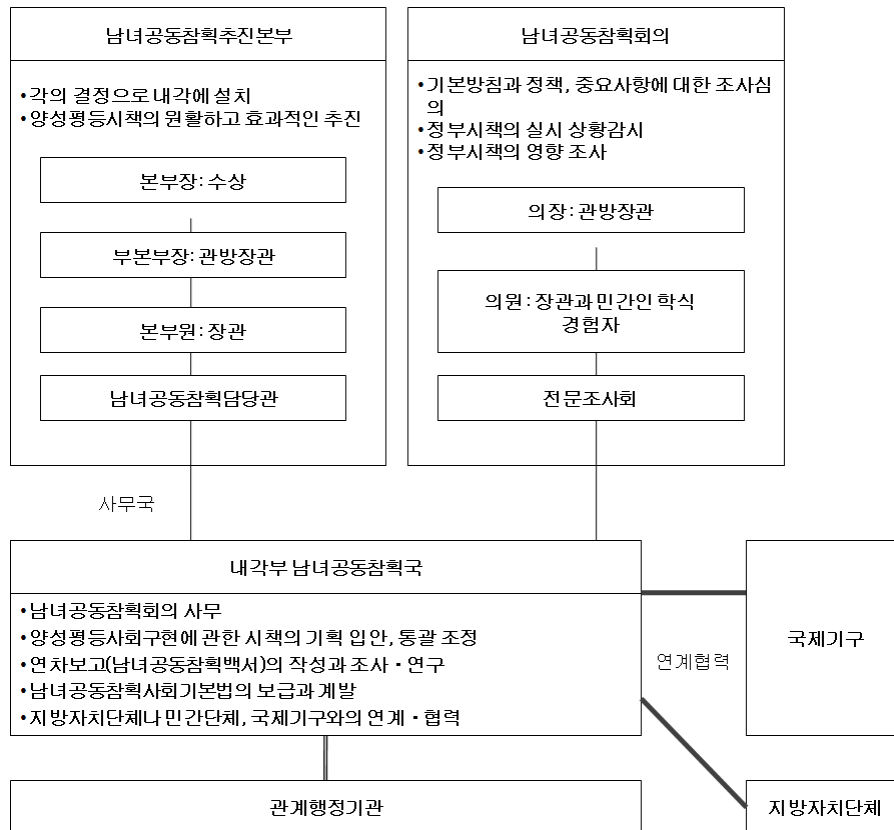 남녀공동참획추진본부
•각의 결정으로 내각에 설치
•양성평등시책의 원활하고 효과적인 추진
본부장: 수상
부본부장: 관방장관
본부원: 장관
남녀공동참획담당관
남녀공동참획회의
•기본방침과 정책, 중요사항에 대한 조사심
의
•정부시책의 실시 상황감시
•정부시책의 영향 조사
의장: 관방장관
의원: 장관과 민간인 학식
경험자
전문조사회
사무국
내각부 남녀공동참획국
•남녀공동참획회의 사무
•양성평등사회구현에 관한 시책의 기획 입안, 통괄 조정
•연차보고(남녀공동참획백서)의 작성과 조사・연구
•남녀공동참획사회기본법의 보급과 계발
•지방자치단체나 민간단체, 국제기구와의 연계・협력
연계협력
국제기구
관계행정기관
지방자치단체